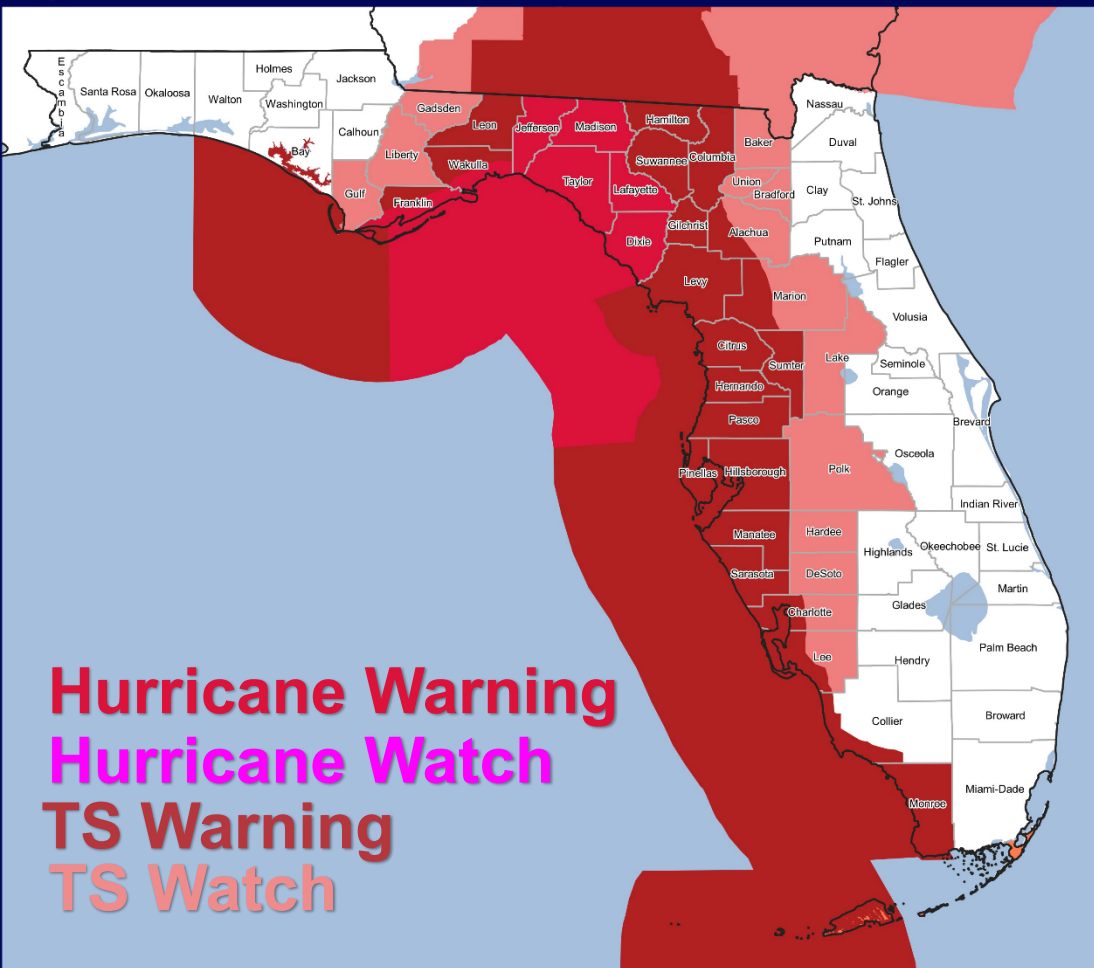 Escambia
Santa Rosa
Okaloosa
Walton
Holmes
Washington
Jackson
Bay
Calhoun
Gulf
Liberty
Gadsden
Franklin
Leon
Wakulla
Jefferson
Madison
Taylor
Hamilton
Suwannee
Columbia
Lafayette
Dixie
Gilchrist
Baker
Union
Bradford
Alachua
Nassau
Duval
Clay
St. Johns
Putnam
Flagler
Levy
Marion
Volusia
Citrus
Sumter
Lake
Seminole
Hernando
Orange
Pasco
Brevard
Pinellas
Hillsborough
Polk
Osceola
Indian River
Manatee
Hardee
Highlands
Okeechobee
St. Lucie
Sarasota
DeSoto
Martin
Charlotte
Glades
Lee
Hendry
Palm Beach
Collier
Broward
Monroe
Miami-Dade
Hurricane Warning
Hurricane Watch
TS Warning
TS Watch